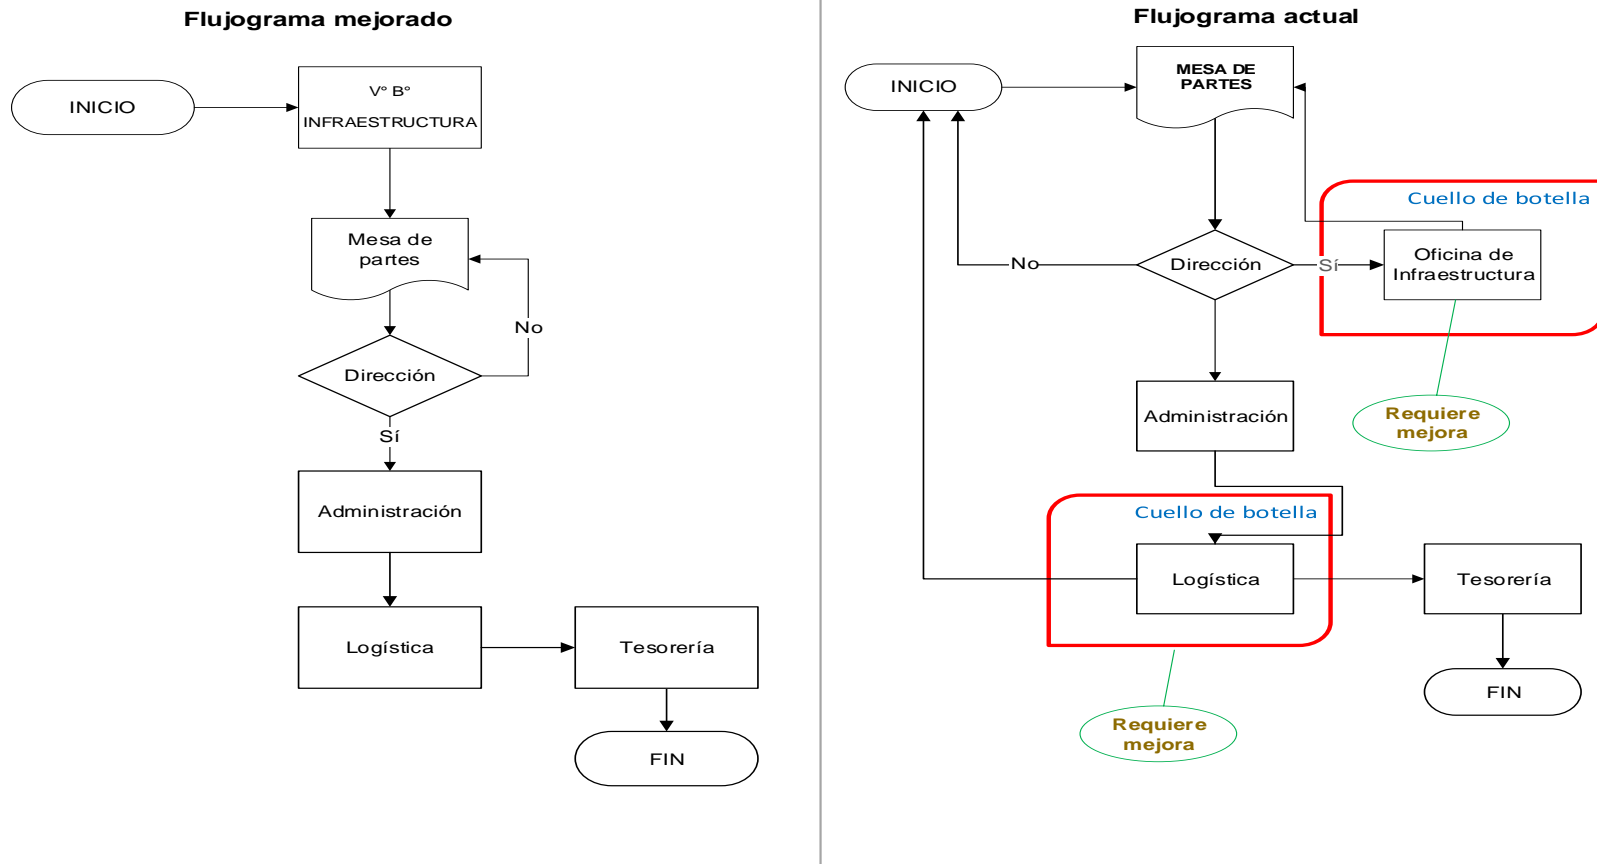 Flujograma mejorado
INICIO
V° B°
INFRAESTRUCTURA
Mesa de
partes
No
Dirección
Sí
Administración
Logística
Tesorería
FIN
Flujograma actual
INICIO
MESA DE
PARTES
Cuello de botella
No
Dirección
Sí
Oficina de
Infraestructura
Requiere
mejora
Administración
Cuello de botella
Logística
Tesorería
FIN
Requiere
mejora